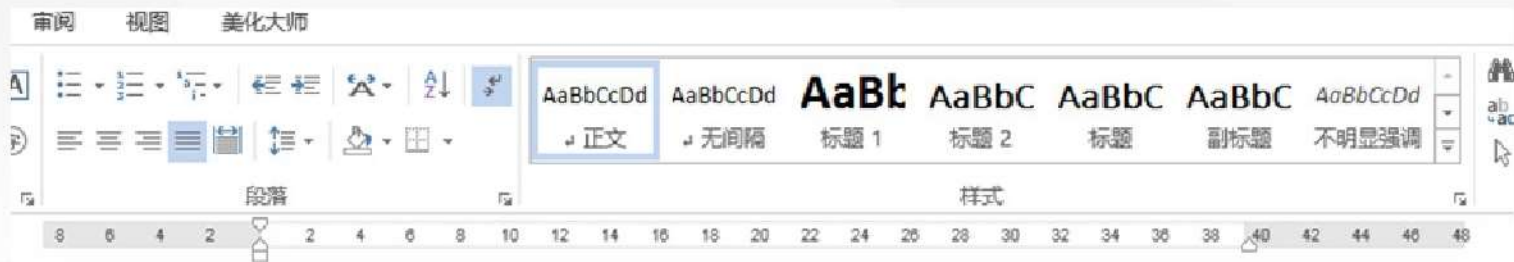 审阅 视图 美化大师
AaBbCcDd AaBbCcDd AaBb AaBbC AaBbC AaBbC AaBbCcDd
正文 无间隔 标题 1 标题 2 标题 副标题 不明显强调
段落 样式
8 6 4 2 2 4 6 8 10 12 14 16 18 20 22 24 26 28 30 32 34 36 38 40 42 44 46 48